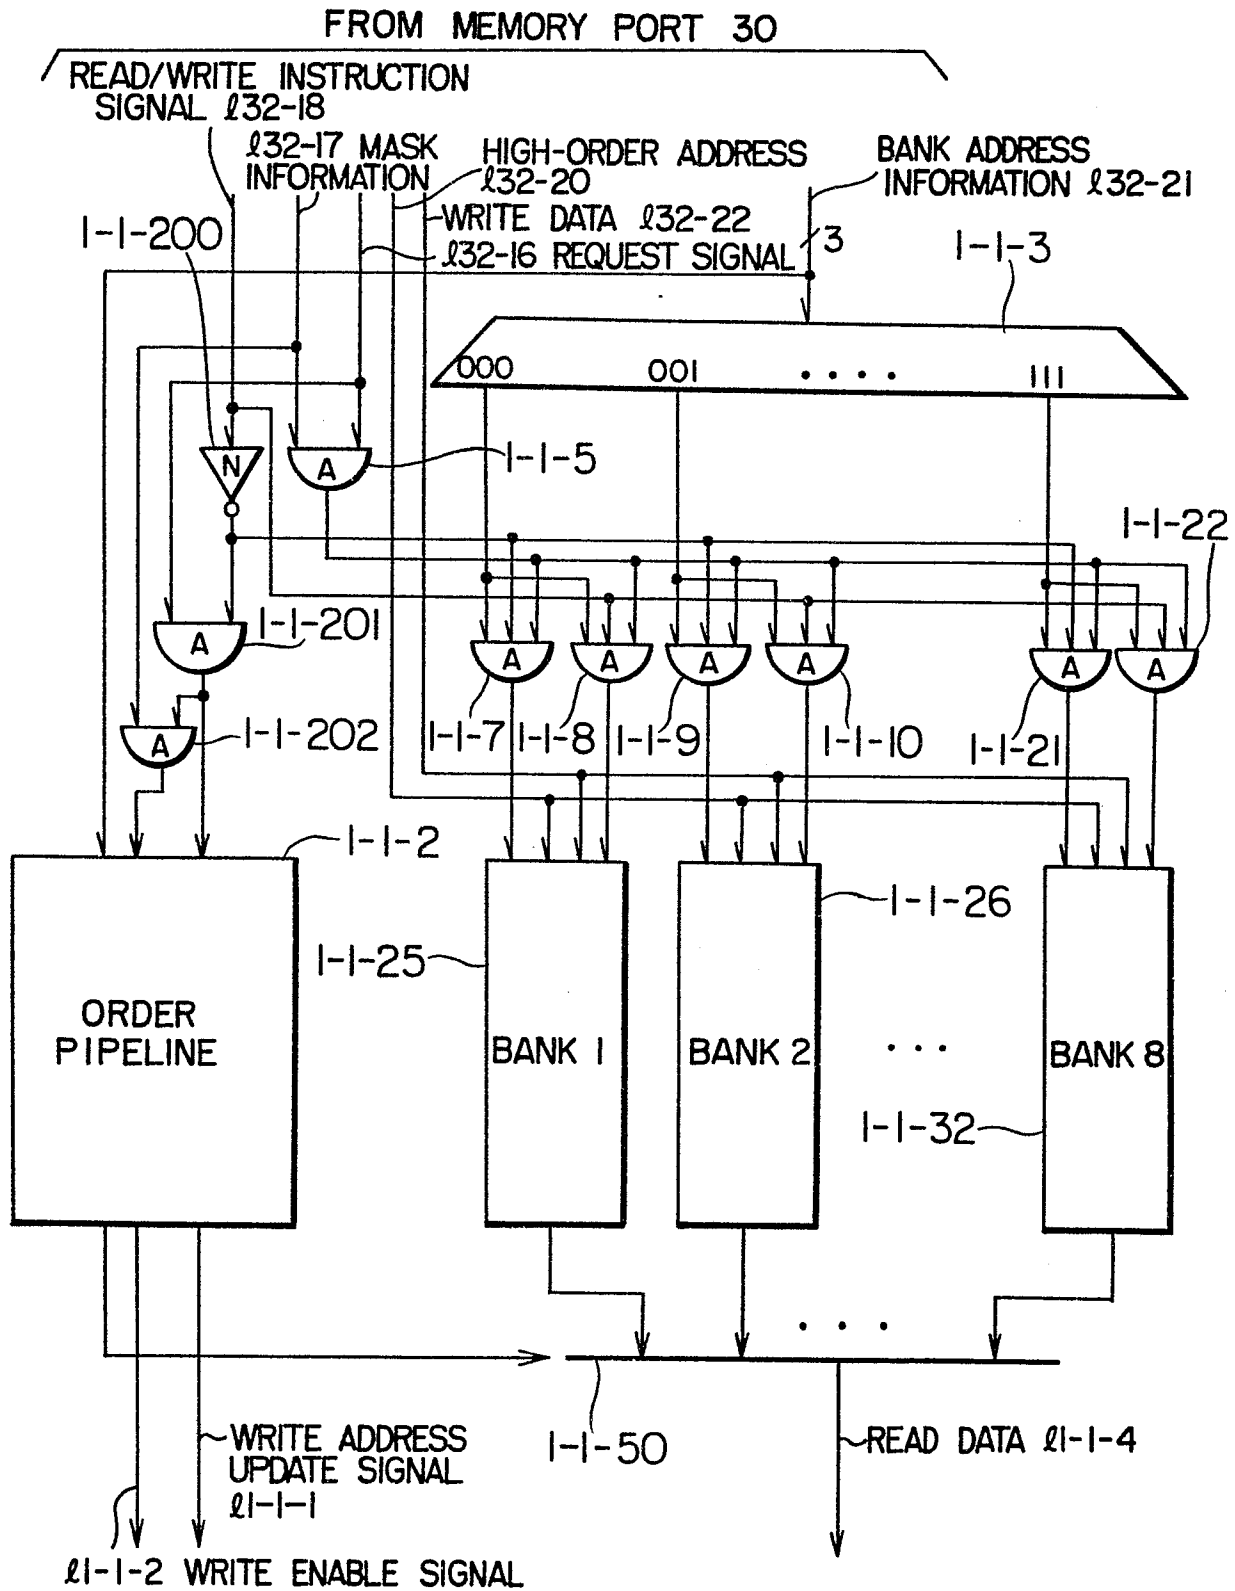 FROM MEMORY PORT 30
READ/WRITE INSTRUCTION
SIGNAL ℓ32-18
ℓ32-17 MASK
INFORMATION
HIGH-ORDER ADDRESS
ℓ32-20
BANK ADDRESS
INFORMATION ℓ32-21
WRITE DATA ℓ32-22
ℓ32-16 REQUEST SIGNAL
3
1-1-200
1-1-3
000
001
....
111
N
A
1-1-5
1-1-22
1-1-201
A
A
A
A
A
A
A
1-1-7
1-1-8
1-1-9
1-1-10
1-1-21
A
1-1-202
1-1-2
1-1-26
1-1-25
ORDER
PIPELINE
BANK 1
BANK 2
...
BANK 8
1-1-32
...
1-1-50
WRITE ADDRESS
UPDATE SIGNAL
ℓ1-1-1
READ DATA ℓ1-1-4
ℓ1-1-2 WRITE ENABLE SIGNAL